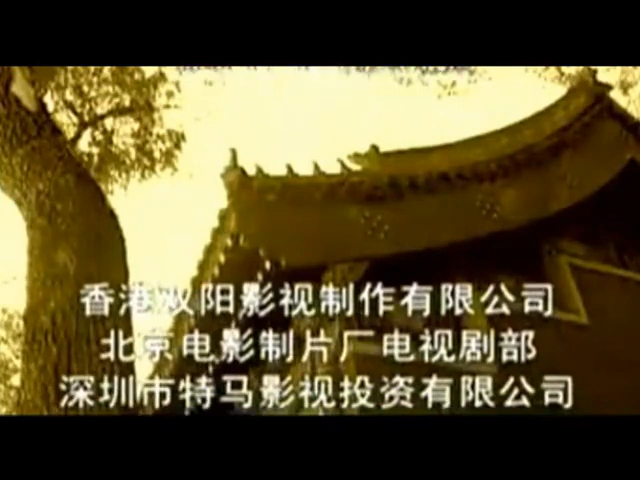 香港双阳影视制作有限公司
北京电影制片厂电视剧部
深圳市特马影视投资有限公司